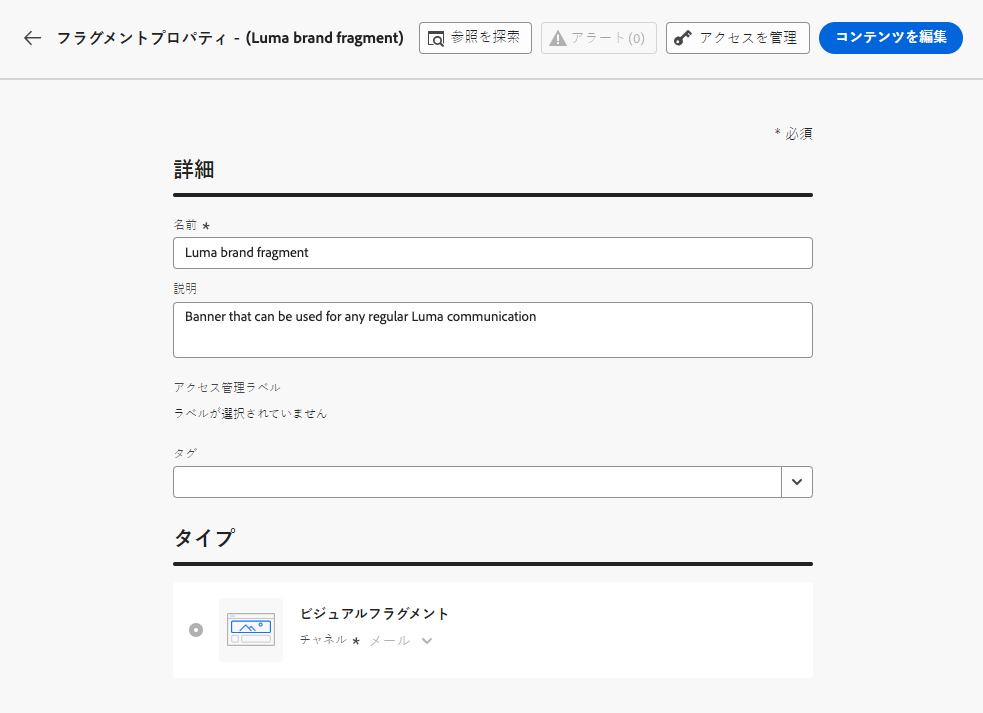 フラグメントプロパティ - (Luma brand fragment)
参照を探索
アラート(0)
アクセスを管理
コンテンツを編集
* 必須
詳細
名前 *
Luma brand fragment
説明
Banner that can be used for any regular Luma communication
アクセス管理ラベル
ラベルが選択されていません
タグ
タイプ
ビジュアルフラグメント
チャネル * メール